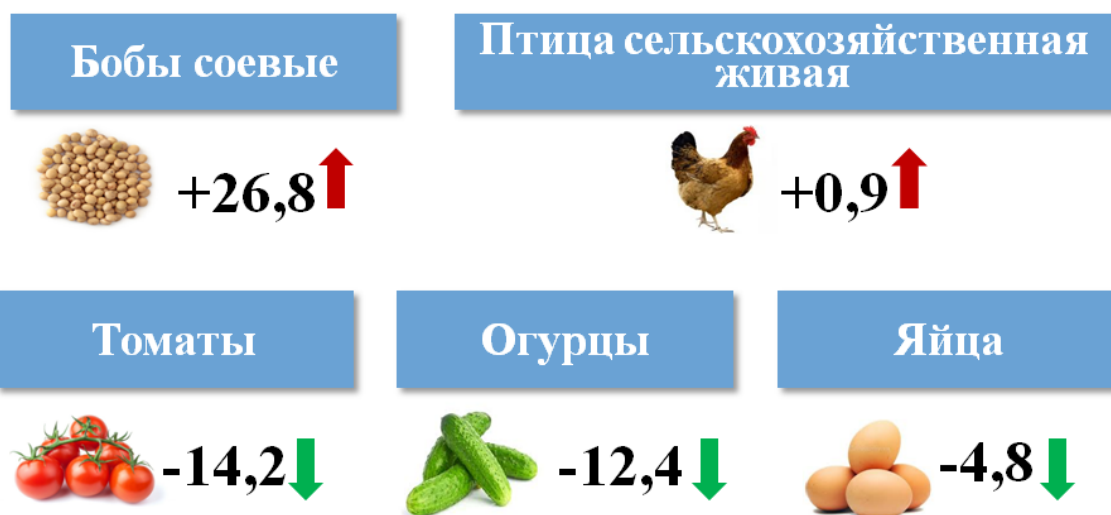 Бобы соевые
Птица сельскохозяйственная
живая
+26,8
+0,9
Томаты
Огурцы
Яйца
-14,2
-12,4
-4,8